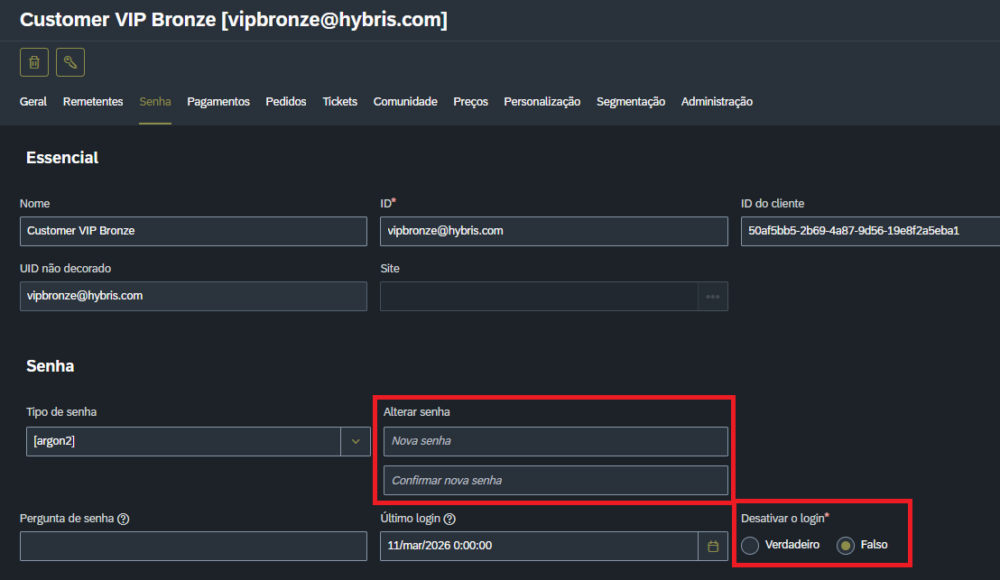 Customer VIP Bronze [vipbronze@hybris.com]
Geral Remetentes Senha Pagamentos Pedidos Tickets Comunidade Preços Personalização Segmentação Administração
Essencial
Nome ID* ID do cliente
Customer VIP Bronze vipbronze@hybris.com 50af5bb5-2b69-4a87-9d56-19e8f2a5eba1
UID não decorado Site
vipbronze@hybris.com
Senha
Tipo de senha Alterar senha
[argon2] Nova senha
Confirmar nova senha
Pergunta de senha Último login Desativar o login*
11/mar/2026 0:00:00 Verdadeiro Falso